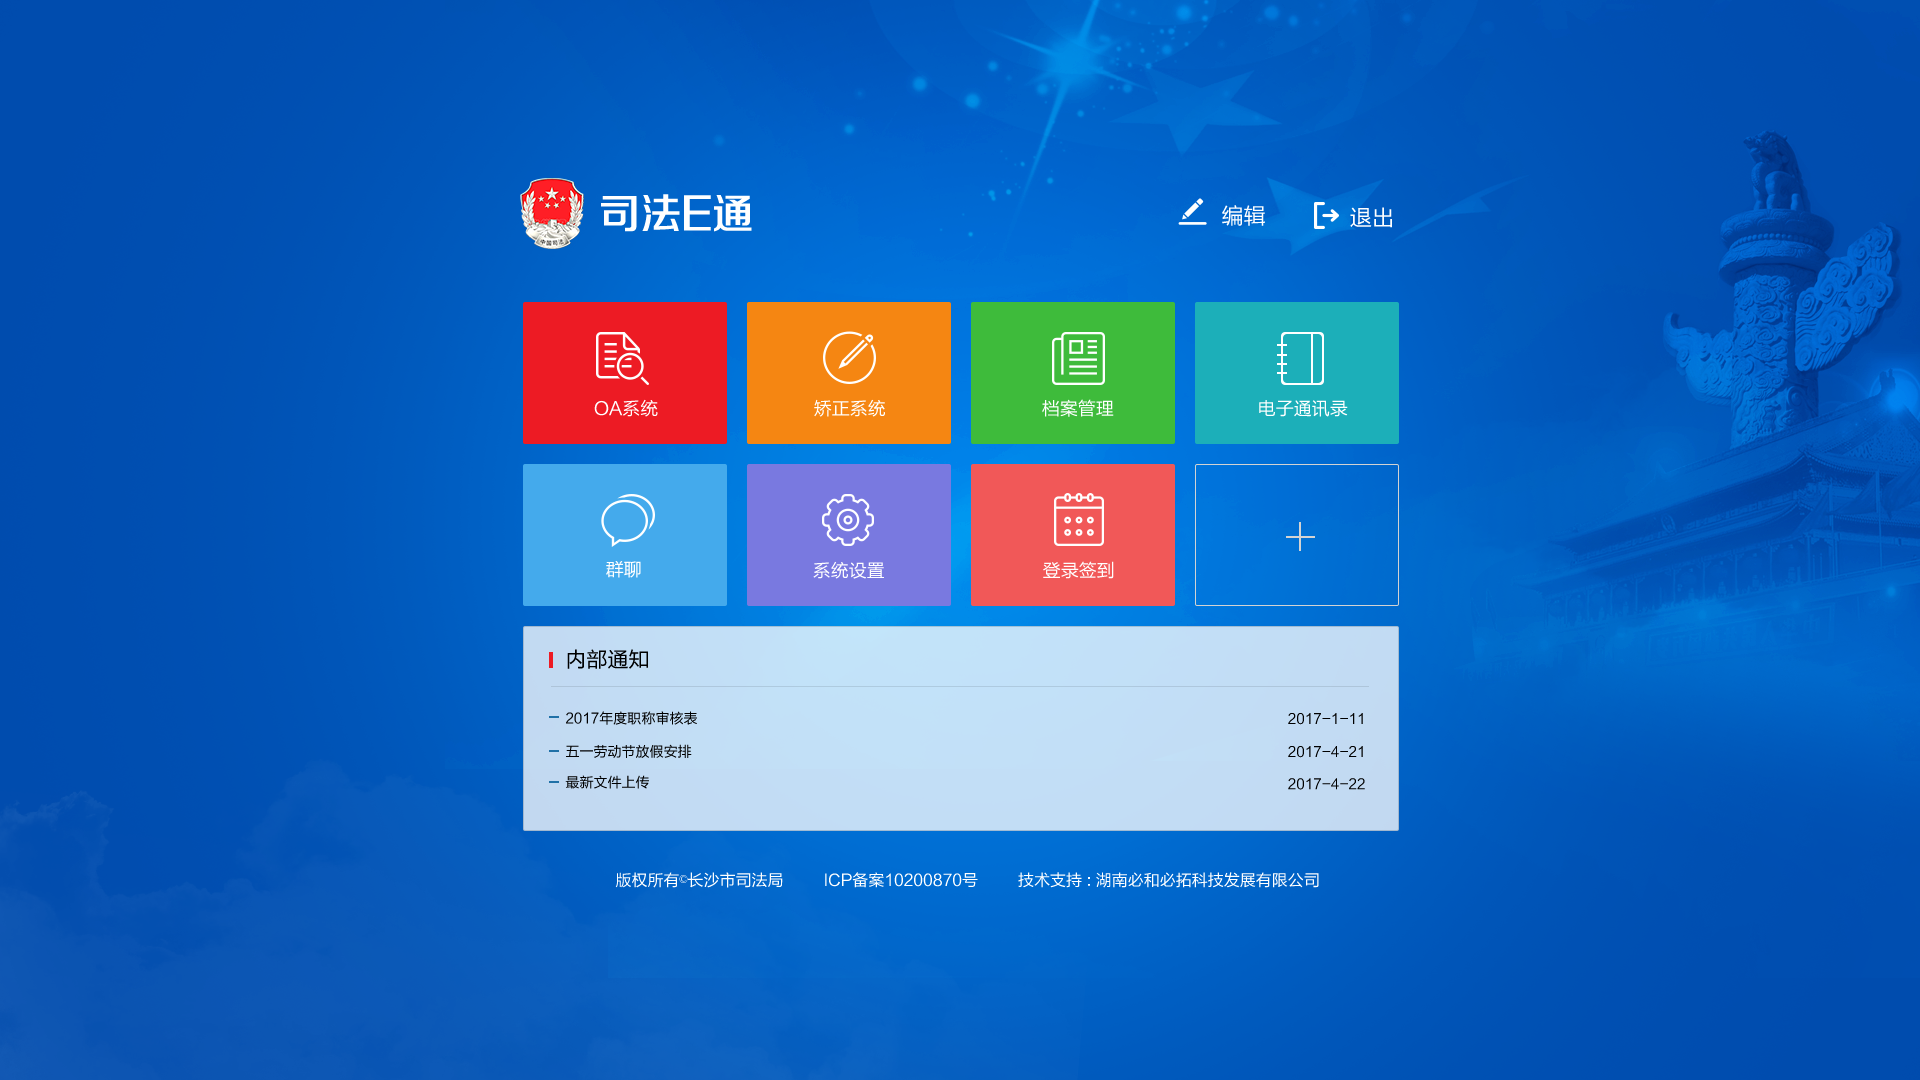 中国司法
司法E通
编辑
退出
OA系统
矫正系统
档案管理
电子通讯录
群聊
系统设置
登录签到
内部通知
2017年度职称审核表 2017-1-11
五一劳动节放假安排 2017-4-21
最新文件上传 2017-4-22
版权所有©长沙市司法局 ICP备案10200870号 技术支持：湖南必和必拓科技发展有限公司